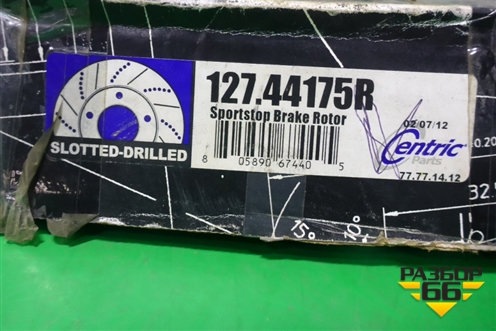 127.44175R
Sportstop Brake Rotor
SLOTTED-DRILLED
8 05890 67440 5
02/07/12
Centric
Parts
77.77.14.12
0.20
32.
15°
10°
РАЗБОР
66